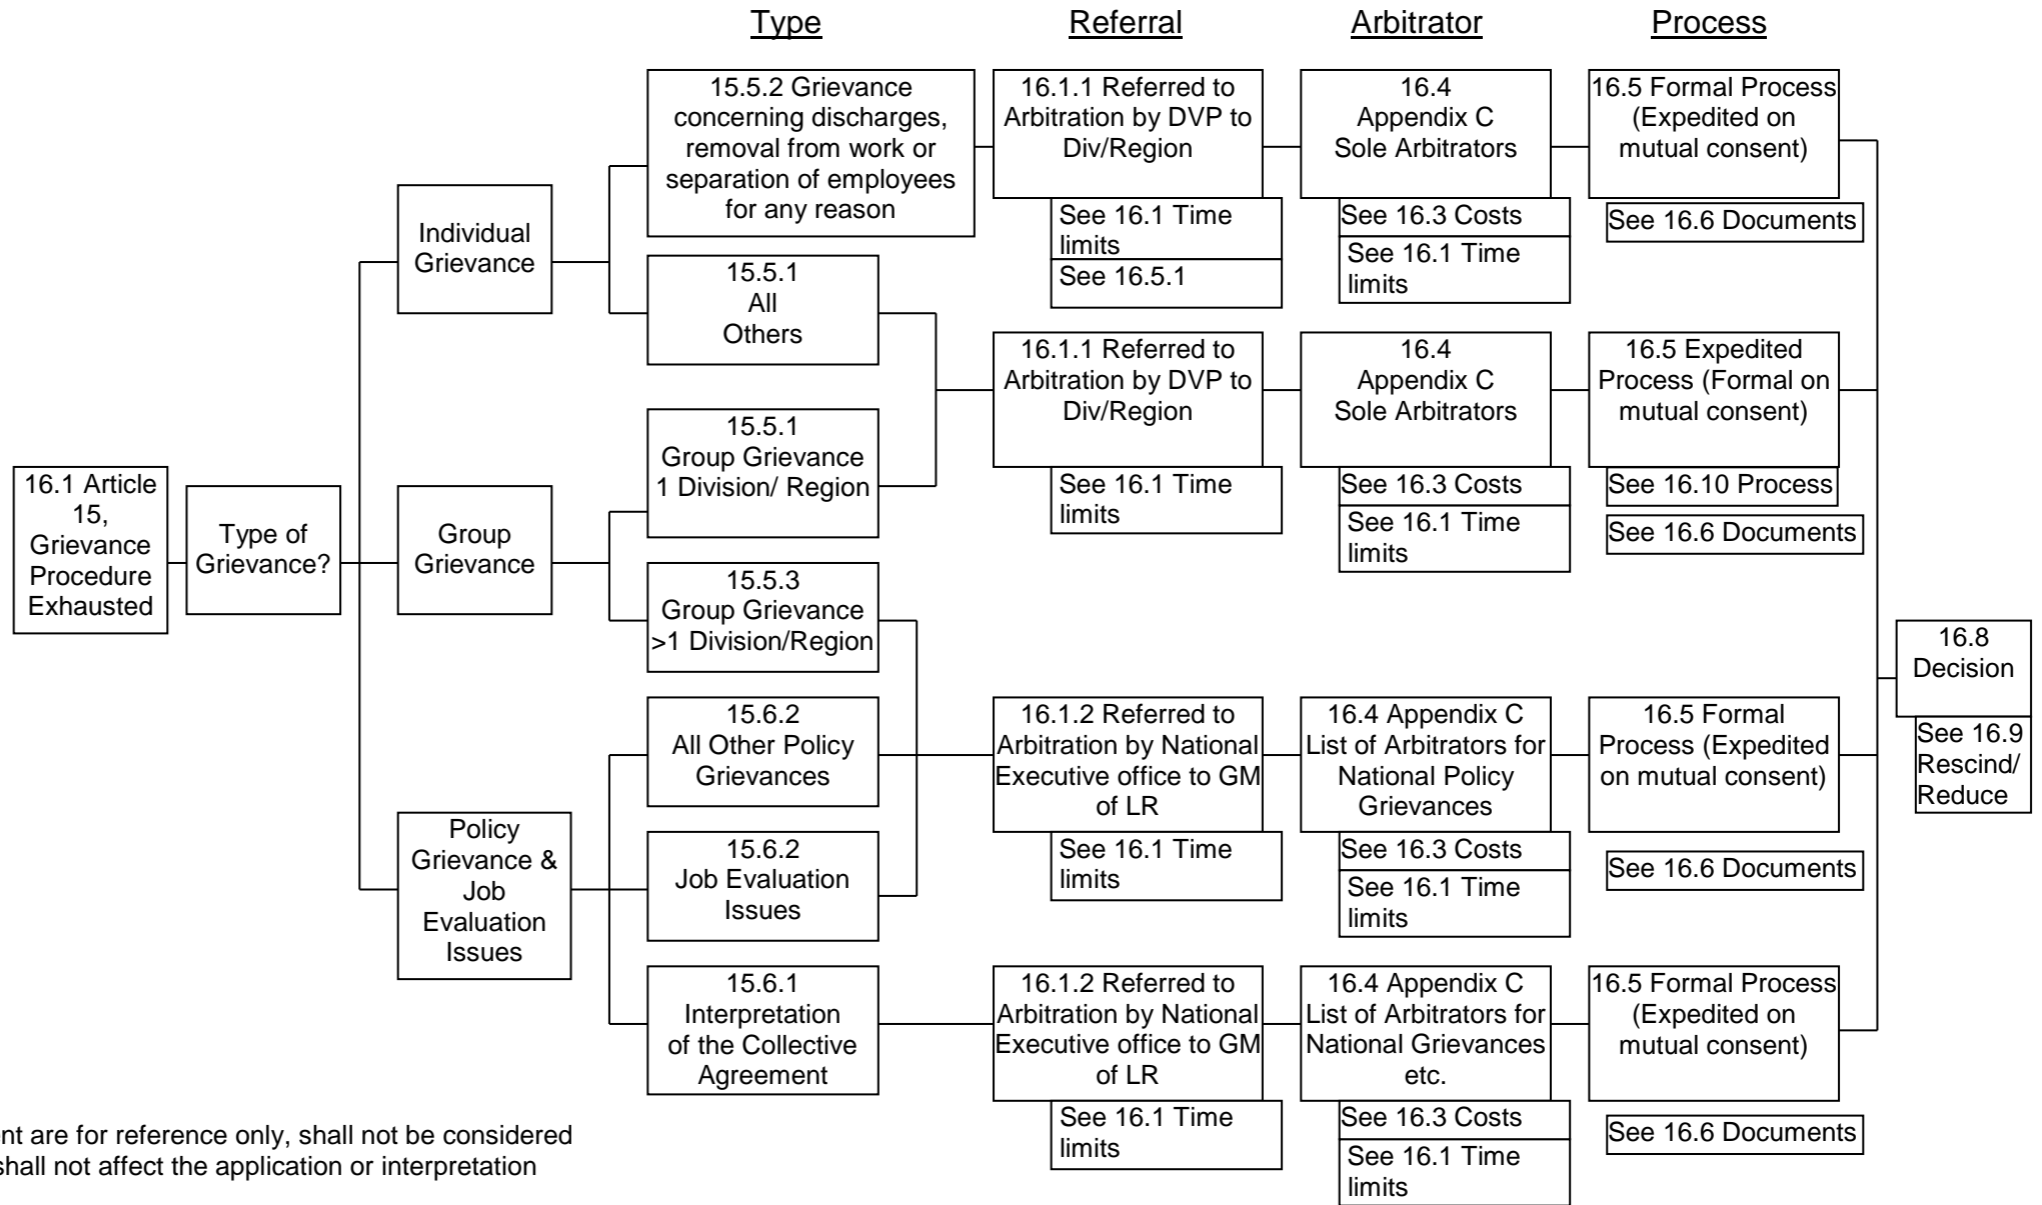 Type
Referral
Arbitrator
Process
16.1 Article
15,
Grievance
Procedure
Exhausted
Type of
Grievance?
Individual
Grievance
Group
Grievance
Policy
Grievance &
Job
Evaluation
Issues
15.5.2 Grievance
concerning discharges,
removal from work or
separation of employees
for any reason
15.5.1
All
Others
15.5.1
Group Grievance
1 Division/ Region
15.5.3
Group Grievance
>1 Division/Region
15.6.2
All Other Policy
Grievances
15.6.2
Job Evaluation
Issues
15.6.1
Interpretation
of the Collective
Agreement
16.1.1 Referred to
Arbitration by DVP to
Div/Region
See 16.1 Time
limits
See 16.5.1
16.4
Appendix C
Sole Arbitrators
See 16.3 Costs
See 16.1 Time
limits
16.5 Formal Process
(Expedited on
mutual consent)
See 16.6 Documents
16.1.1 Referred to
Arbitration by DVP to
Div/Region
See 16.1 Time
limits
16.4
Appendix C
Sole Arbitrators
See 16.3 Costs
See 16.1 Time
limits
16.5 Expedited
Process (Formal on
mutual consent)
See 16.10 Process
See 16.6 Documents
16.1.2 Referred to
Arbitration by National
Executive office to GM
of LR
See 16.1 Time
limits
16.4 Appendix C
List of Arbitrators for
National Policy
Grievances
See 16.3 Costs
See 16.1 Time
limits
16.5 Formal
Process (Expedited
on mutual consent)
See 16.6 Documents
16.1.2 Referred to
Arbitration by National
Executive office to GM
of LR
See 16.1 Time
limits
16.4 Appendix C
List of Arbitrators for
National Grievances
etc.
See 16.3 Costs
See 16.1 Time
limits
16.5 Formal Process
(Expedited on
mutual consent)
See 16.6 Documents
16.8
Decision
See 16.9
Rescind/
Reduce
nt are for reference only, shall not be considered
shall not affect the application or interpretation